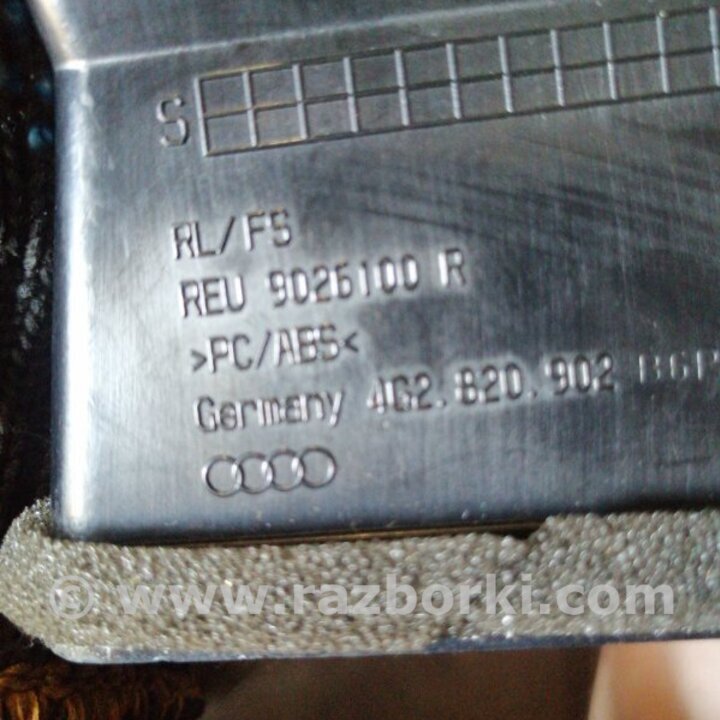 S
RL/FS
REU 9026100 R
>PC/ABS<
Germany 4G2.820.902
© www.razborki.com